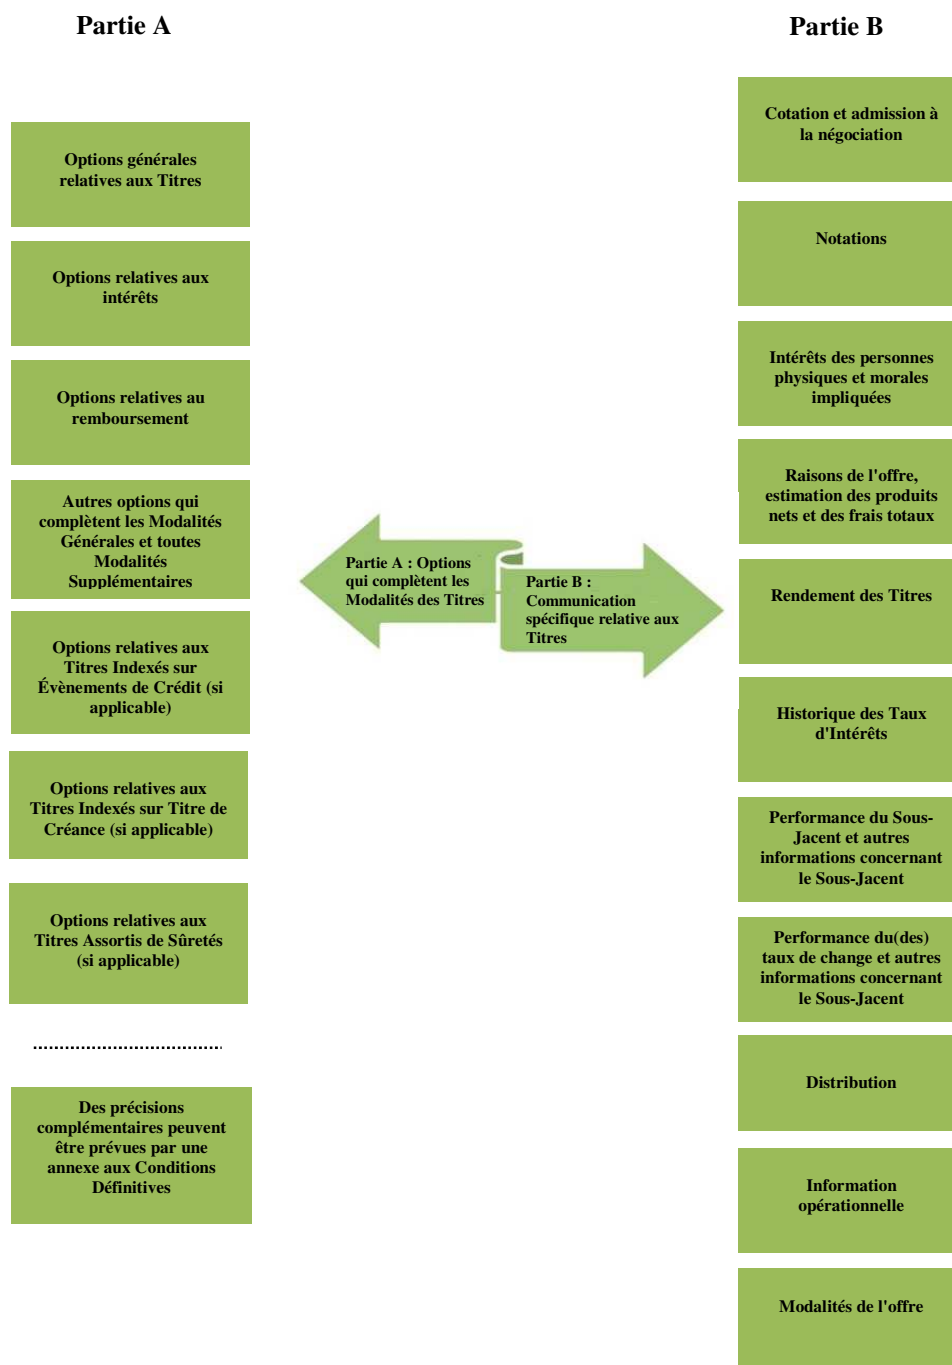 Partie A
Options générales
relatives aux Titres
Options relatives aux
intérêts
Options relatives au
remboursement
Autres options qui
complètent les Modalités
Générales et toutes
Modalités
Supplémentaires
Options relatives aux
Titres Indexés sur
Évènements de Crédit (si
applicable)
Options relatives aux
Titres Indexés sur Titre de
Créance (si applicable)
Options relatives aux
Titres Assortis de Sûretés
(si applicable)
Des précisions
complémentaires peuvent
être prévues par une
annexe aux Conditions
Définitives
Partie A : Options
qui complètent les
Modalités des Titres
Partie B :
Communication
spécifique relative aux
Titres
Partie B
Cotation et admission à
la négociation
Notations
Intérêts des personnes
physiques et morales
impliquées
Raisons de l'offre,
estimation des produits
nets et des frais totaux
Rendement des Titres
Historique des Taux
d'Intérêts
Performance du Sous-
Jacent et autres
informations concernant
le Sous-Jacent
Performance du(des)
taux de change et autres
informations concernant
le Sous-Jacent
Distribution
Information
opérationnelle
Modalités de l'offre